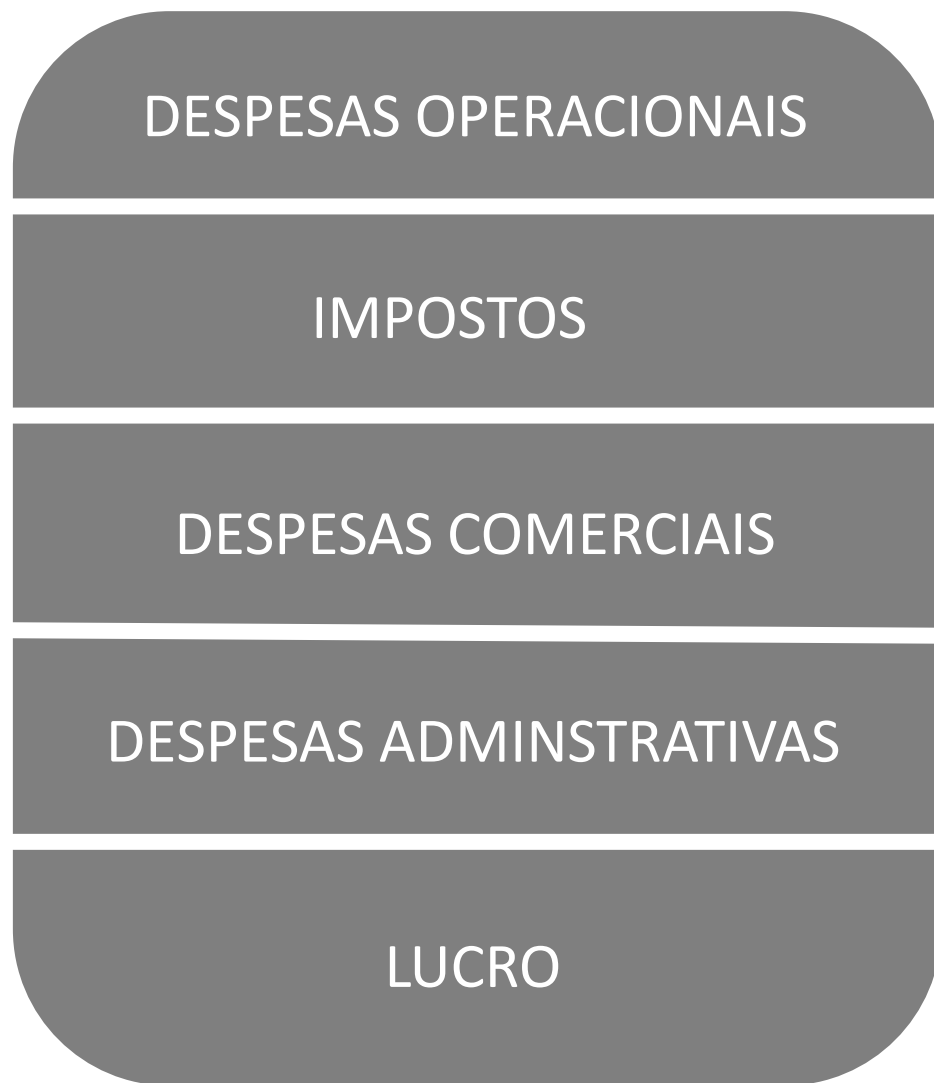 DESPESAS OPERACIONAIS
IMPOSTOS
DESPESAS COMERCIAIS
DESPESAS ADMINSTRATIVAS
LUCRO